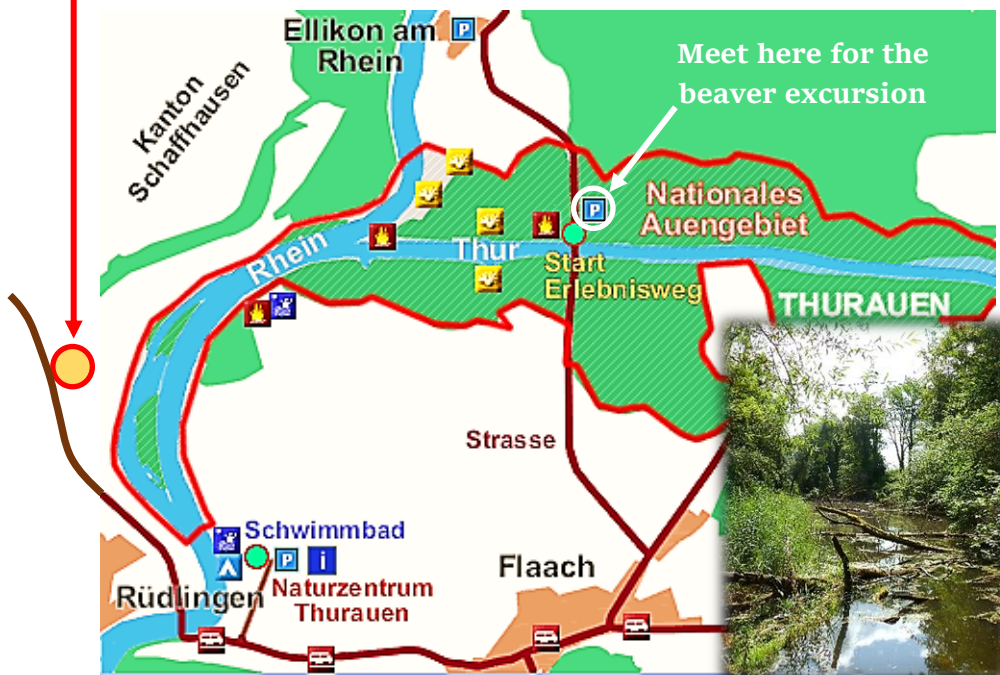 Ellikon am
Rhein
P
Meet here for the
beaver excursion
Kanton
Schaffhausen
P
Nationales
Auengebiet
Rhein
Thur
Start
Erlebnisweg
THURAUEN
Strasse
Schwimmbad
P
i
Naturzentrum
Thurauen
Rüdlingen
Flaach